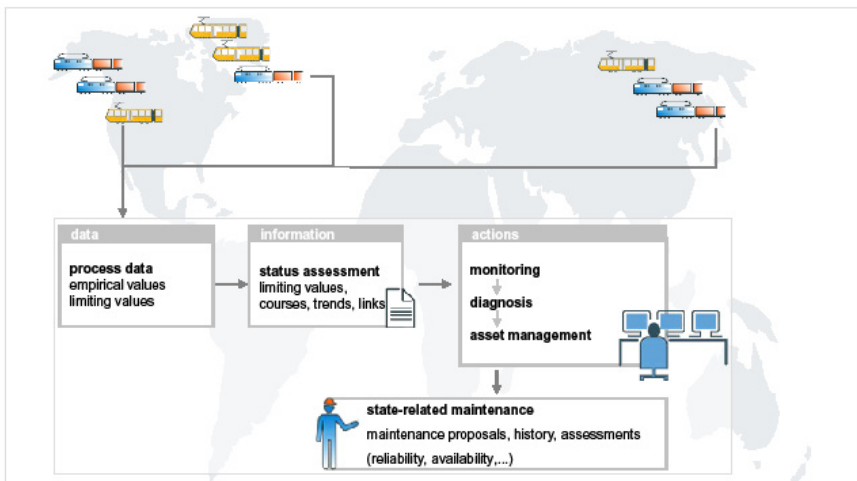 data
process data
empirical values
limiting values
information
status assessment
limiting values,
courses, trends, links
actions
monitoring
diagnosis
asset management
state-related maintenance
maintenance proposals, history, assessments
(reliability, availability,...)